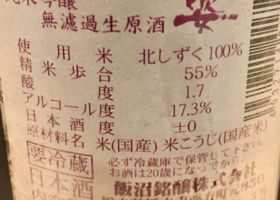 吟醸
無濾過生原酒
姿
使用米 北しずく100%
精米歩合 55%
酸度 1.7
アルコール度 17.3%
日本酒度 ±0
原材料名 米(国産) 米こうじ(国産米)
要冷蔵
必ず冷蔵庫で保管して下さい。
お酒は20歳になってから。
日本酒
飯沼銘醸株式会社